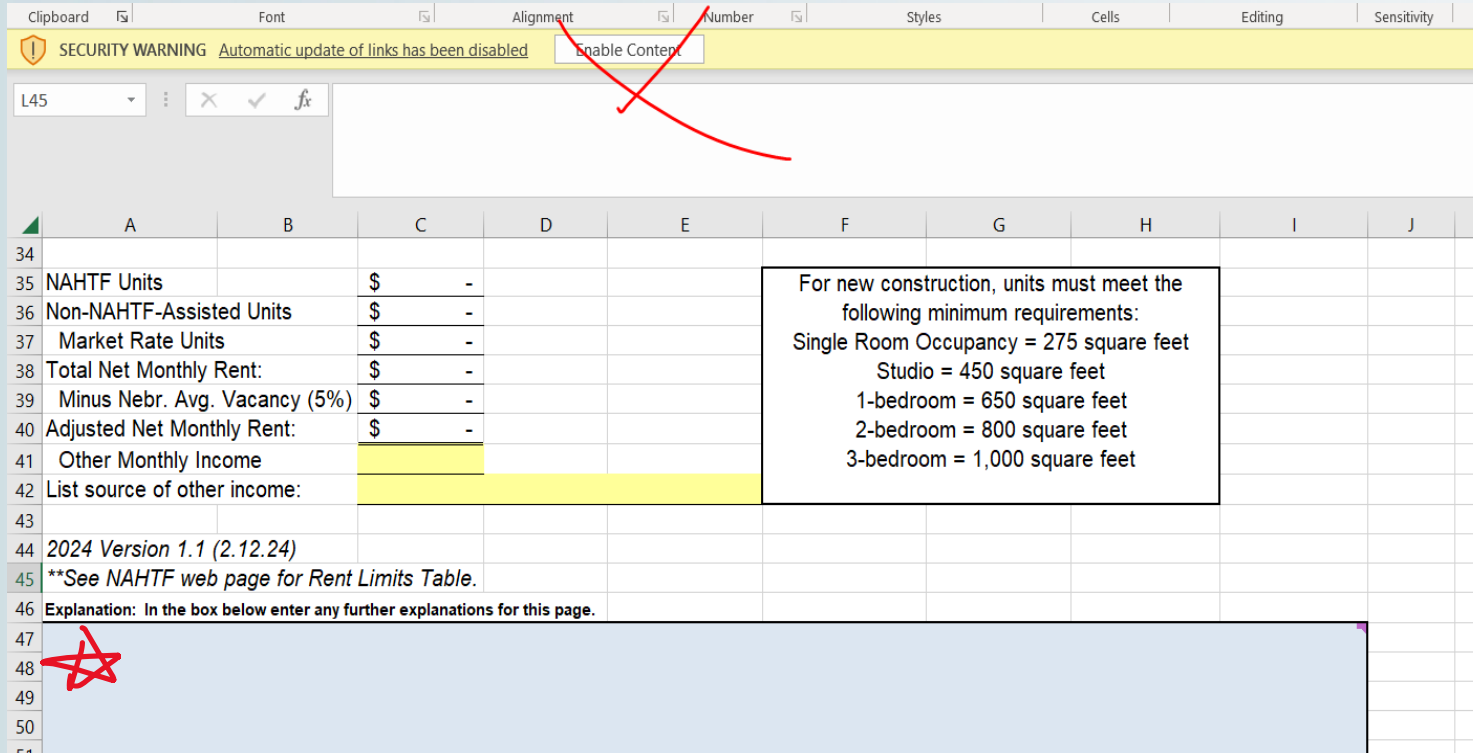 Clipboard Font Alignment Number Styles Cells Editing Sensitivity
SECURITY WARNING Automatic update of links has been disabled Enable Content
L45 fx
A B C D E F G H I J
34
35 NAHTF Units $ - For new construction, units must meet the
36 Non-NAHTF-Assisted Units $ - following minimum requirements:
37 Market Rate Units $ - Single Room Occupancy = 275 square feet
38 Total Net Monthly Rent: $ - Studio = 450 square feet
39 Minus Nebr. Avg. Vacancy (5%) $ - 1-bedroom = 650 square feet
40 Adjusted Net Monthly Rent: $ - 2-bedroom = 800 square feet
41 Other Monthly Income 3-bedroom = 1,000 square feet
42 List source of other income:
43
44 2024 Version 1.1 (2.12.24)
45 **See NAHTF web page for Rent Limits Table.
46 Explanation: In the box below enter any further explanations for this page.
47
48
49
50